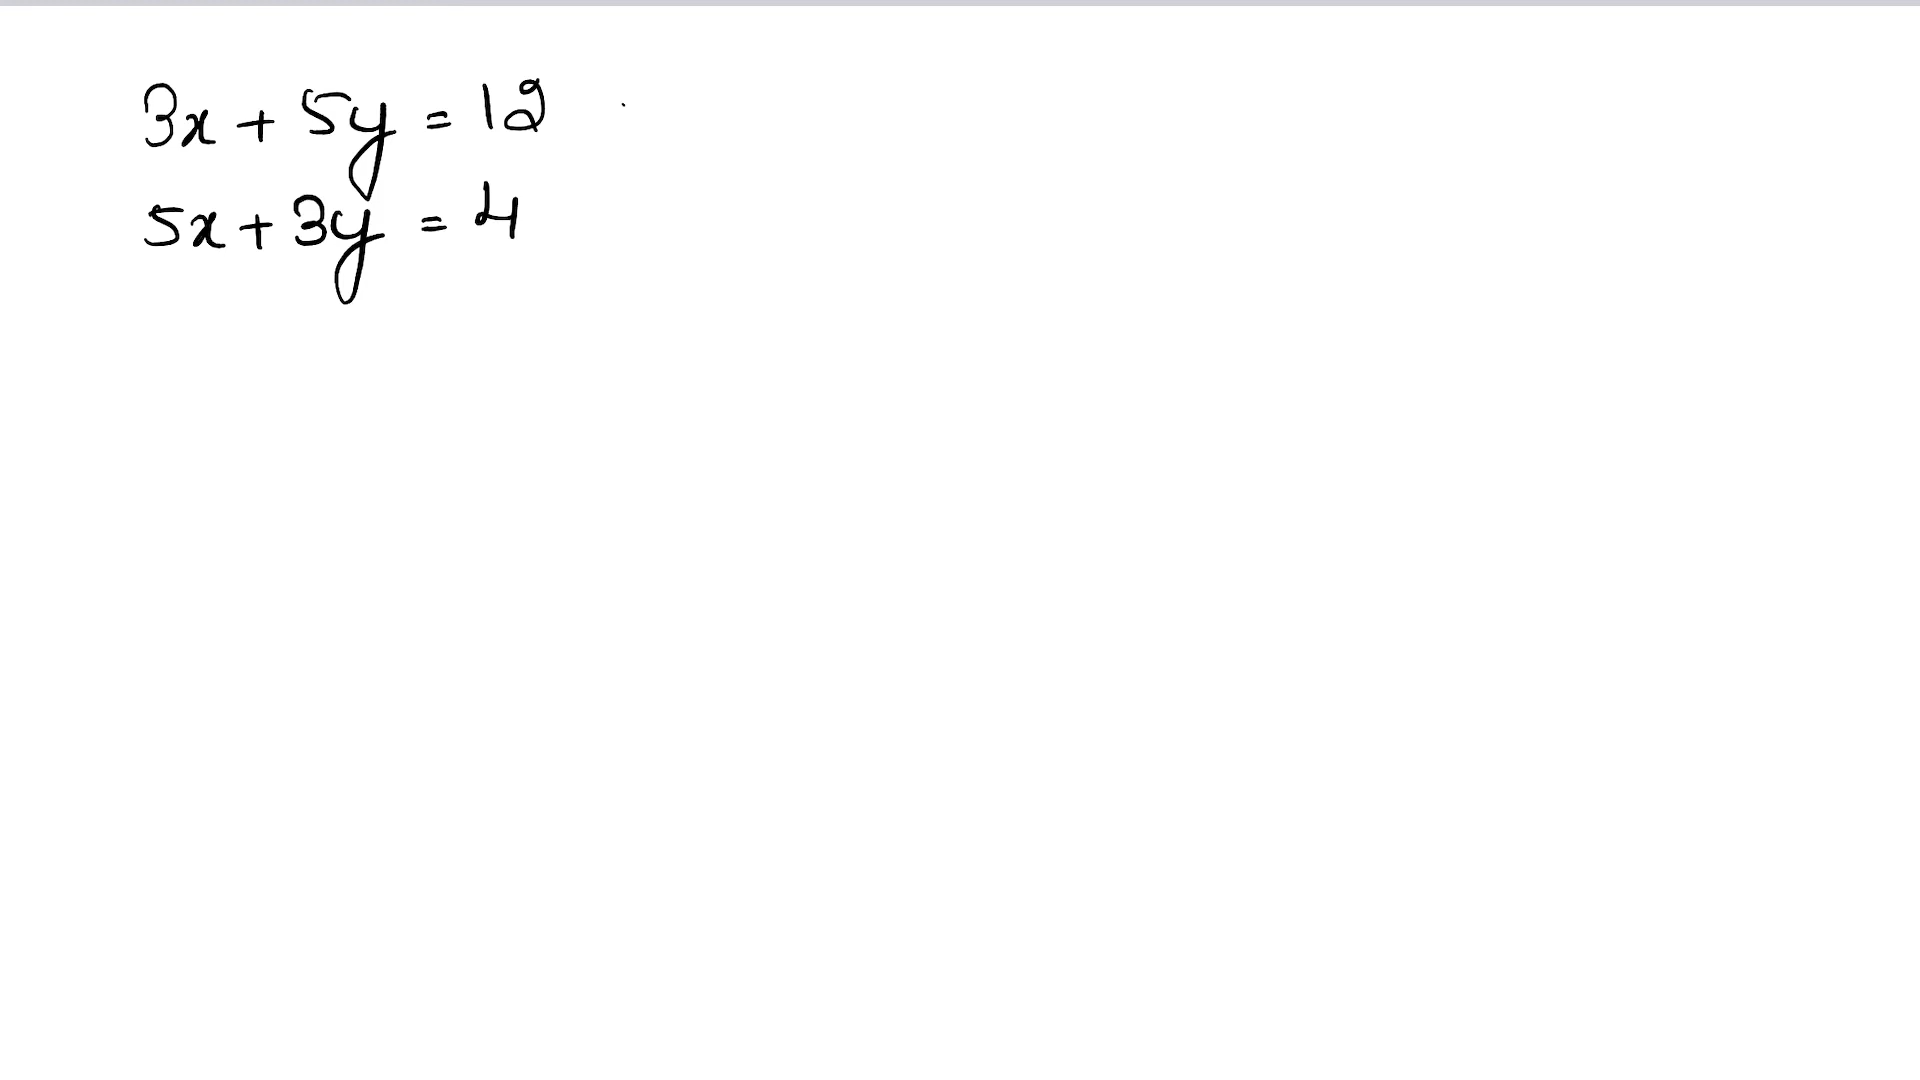 3x + 5y = 12
5x + 3y = 4